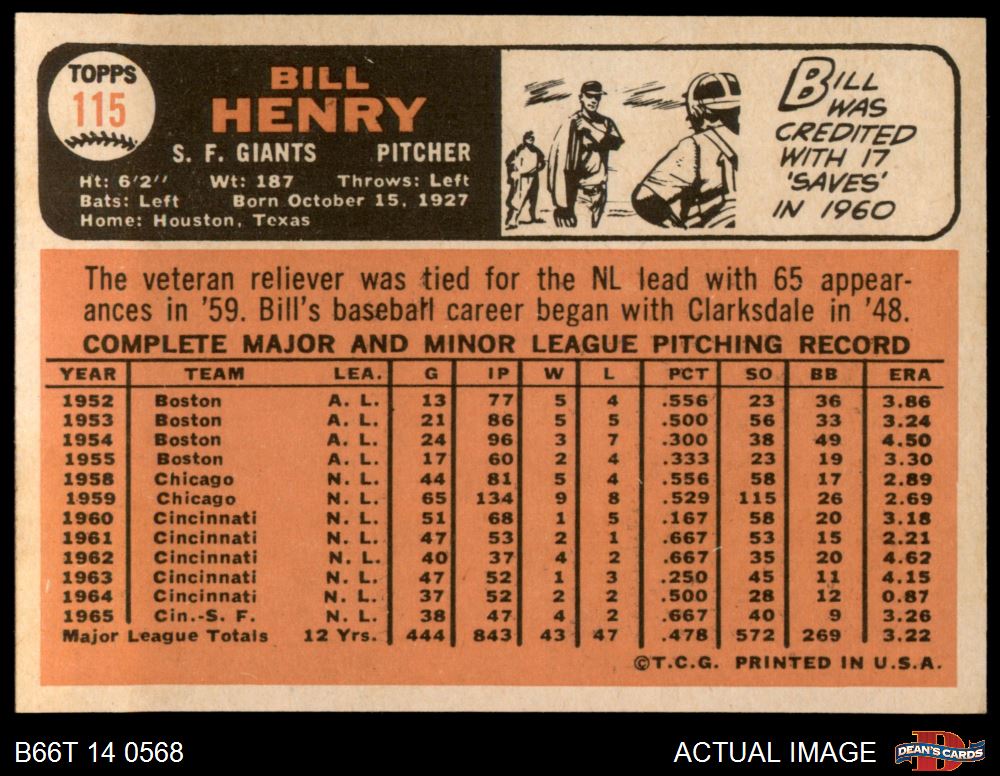 TOPPS
115
BILL
HENRY
S. F. GIANTS PITCHER
Ht: 6'2" Wt: 187 Throws: Left
Bats: Left Born October 15, 1927
Home: Houston, Texas
BILL
WAS
CREDITED
WITH 17
'SAVES'
IN 1960
The veteran reliever was tied for the NL lead with 65 appear-
ances in '59. Bill's baseball career began with Clarksdale in '48.
COMPLETE MAJOR AND MINOR LEAGUE PITCHING RECORD
YEAR TEAM LEA. G IP W L PCT SO BB ERA
1952 Boston A. L. 13 77 5 4 .556 23 36 3.86
1953 Boston A. L. 21 86 5 5 .500 56 33 3.24
1954 Boston A. L. 24 96 3 7 .300 38 49 4.50
1955 Boston A. L. 17 60 2 4 .333 23 19 3.30
1958 Chicago N. L. 44 81 5 4 .556 58 17 2.89
1959 Chicago N. L. 65 134 9 8 .529 115 26 2.69
1960 Cincinnati N. L. 51 68 1 5 .167 58 20 3.18
1961 Cincinnati N. L. 47 53 2 1 .667 53 15 2.21
1962 Cincinnati N. L. 40 37 4 2 .667 35 20 4.62
1963 Cincinnati N. L. 47 52 1 3 .250 45 11 4.15
1964 Cincinnati N. L. 37 52 2 2 .500 28 12 0.87
1965 Cin.-S. F. N. L. 38 47 4 2 .667 40 9 3.26
Major League Totals 12 Yrs. 444 843 43 47 .478 572 269 3.22
©T.C.G. PRINTED IN U.S.A.
B66T 14 0568 ACTUAL IMAGE DEAN'S CARDS